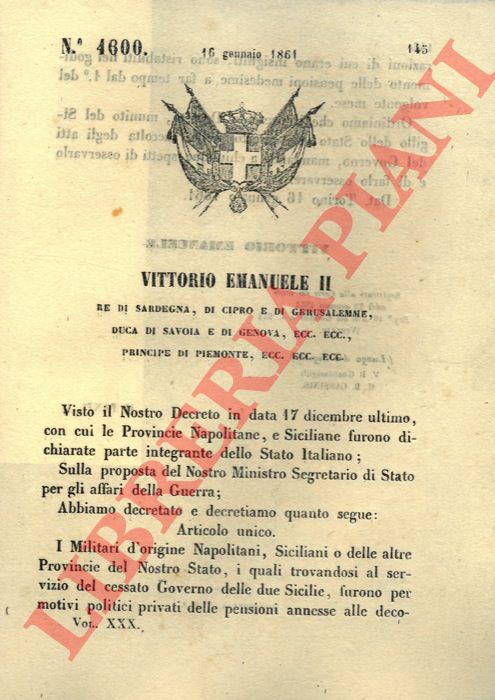 N.° 4600. 16 gennaio 1861 145
VITTORIO EMANUELE II
RE DI SARDEGNA, DI CIPRO E DI GERUSALEMME,
DUCA DI SAVOIA E DI GENOVA, ECC. ECC.,
PRINCIPE DI PIEMONTE, ECC. ECC. ECC.
Visto il Nostro Decreto in data 17 dicembre ultimo,
con cui le Provincie Napolitane, e Siciliane furono di-
chiarate parte integrante dello Stato Italiano;
Sulla proposta del Nostro Ministro Segretario di Stato
per gli affari della Guerra;
Abbiamo decretato e decretiamo quanto segue:
Articolo unico.
I Militari d'origine Napolitani, Siciliani o delle altre
Provincie del Nostro Stato, i quali trovandosi al ser-
vizio del cessato Governo delle due Sicilie, furono per
motivi politici privati delle pensioni annesse alle deco-
Vol. XXX.
LIBRERIA PIANI